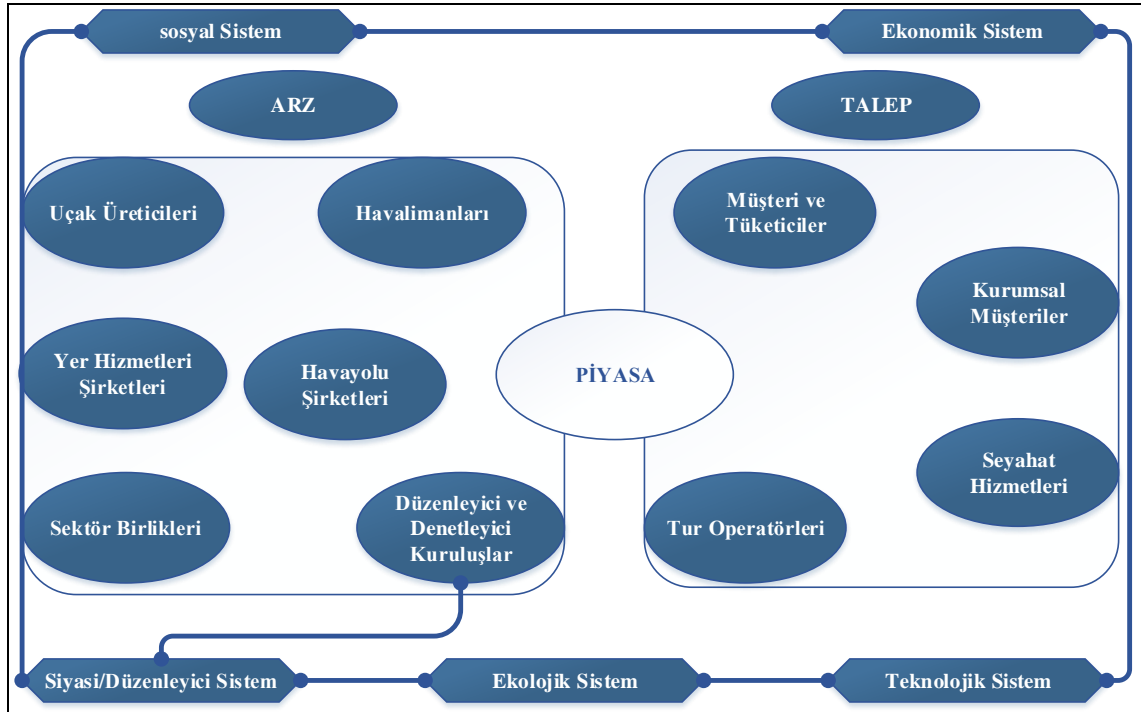 sosyal Sistem
Ekonomik Sistem
ARZ
TALEP
Uçak Üreticileri
Havalimanları
Müşteri ve
Tüketiciler
Kurumsal
Müşteriler
Yer Hizmetleri
Şirketleri
Havayolu
Şirketleri
PİYASA
Seyahat
Hizmetleri
Sektör Birlikleri
Düzenleyici ve
Denetleyici
Kuruluşlar
Tur Operatörleri
Siyasi/Düzenleyici Sistem
Ekolojik Sistem
Teknolojik Sistem